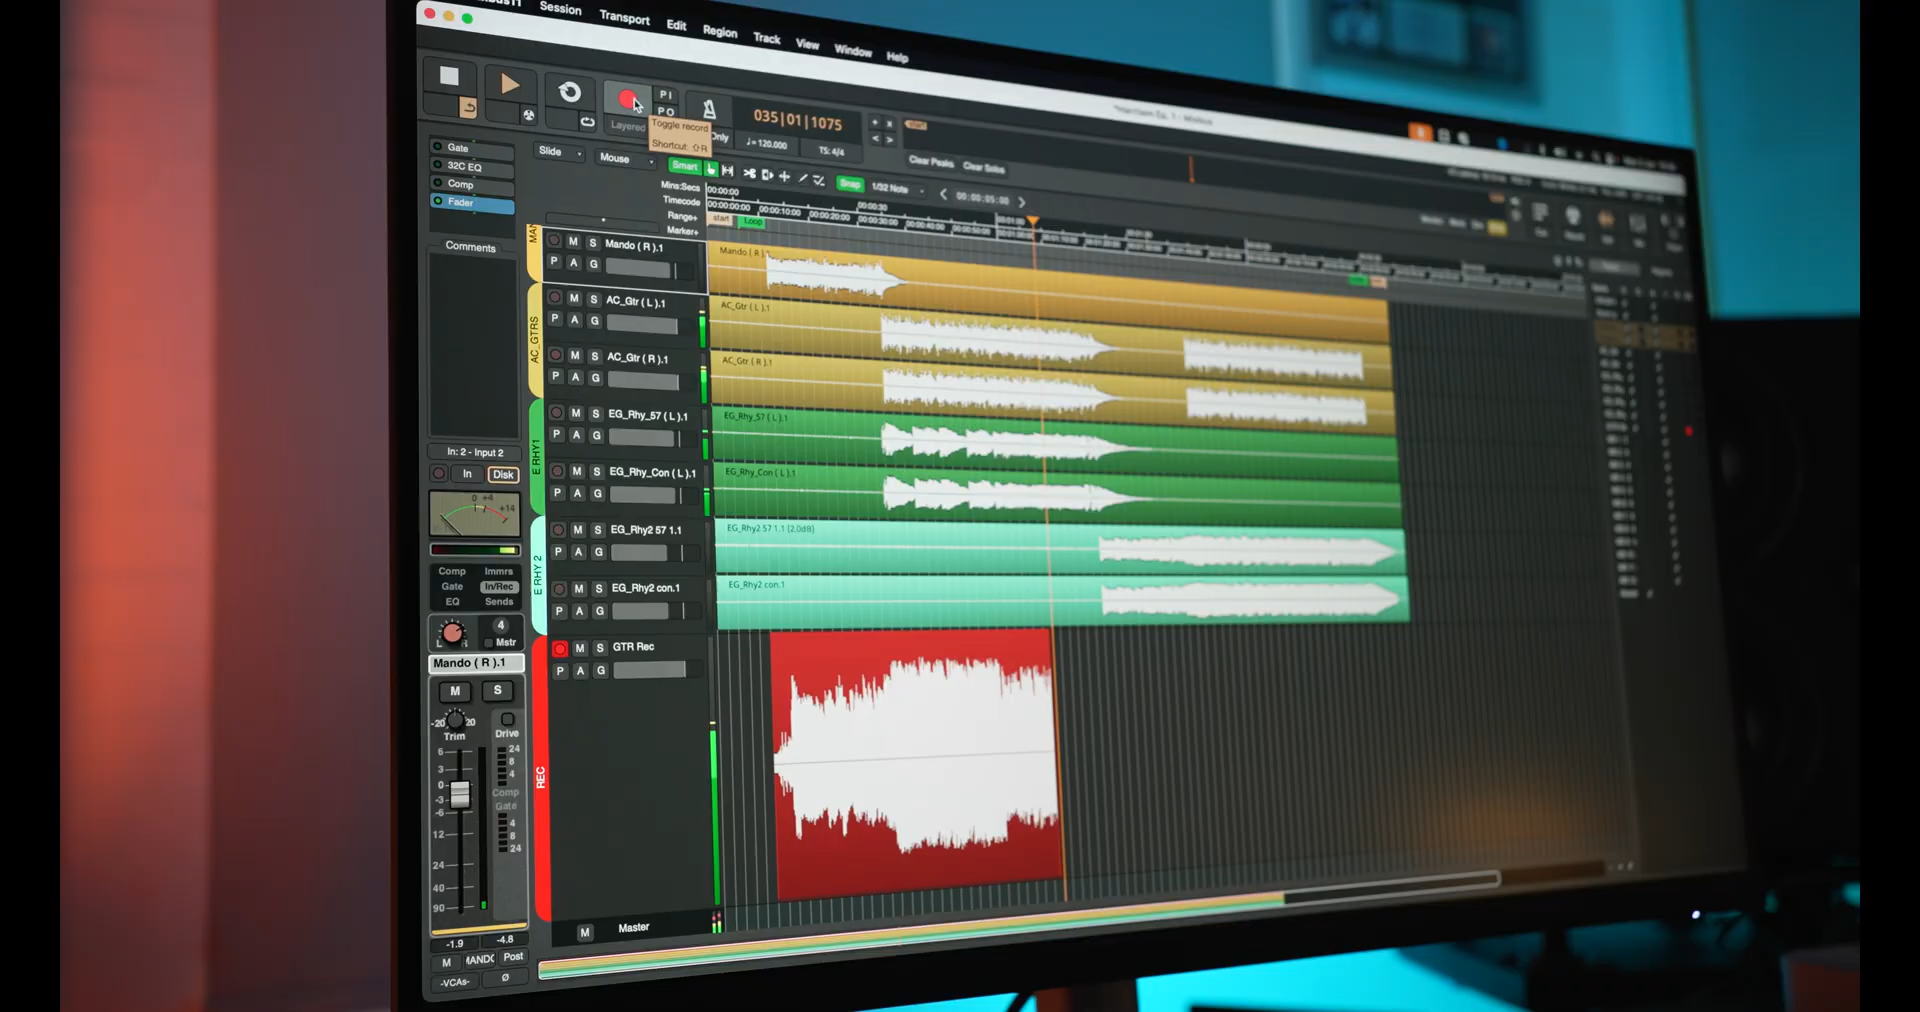 Session Transport Edit Region Track View Window Help
PI
PO
Layered
Toggle record
Shortcut: ⇧R
035|01|1075
♩=120.000
TS: 4/4
start
Clear Peaks Clear Solos
Gate
32C EQ
Comp
Fader
Slide
Mouse
Smart
Snap
1/32 Note
00:00:05:00
Mins:Secs
Timecode
Range+
Marker+
00:00:00
00:00:30
00:00:00:00 00:00:10:00 00:00:20:00 00:00:30:00 00:00:40:00 00:00:50:00
start Loop
Comments
In: 2 - Input 2
In Disk
0 +4
+14
Comp Immrs
Gate In/Rec
EQ Sends
L R
4
Mstr
Mando ( R ).1
M S
-20 20
Trim
Drive
6
3
0
-3
-6
12
24
40
90
24
8
4
Comp
Gate
4
8
24
-1.9 -4.8
M Post
-VCAs- Ø
M S Mando ( R ).1
P A G
AC_GTRS
M S AC_Gtr ( L ).1
P A G
M S AC_Gtr ( R ).1
P A G
E RHY1
M S EG_Rhy_57 ( L ).1
P A G
M S EG_Rhy_Con ( L ).1
P A G
E RHY 2
M S EG_Rhy2 57 1.1
P A G
M S EG_Rhy2 con.1
P A G
REC
M S GTR Rec
P A G
M Master
Mando ( R ).1
AC_Gtr ( L ).1
AC_Gtr ( R ).1
EG_Rhy_57 ( L ).1
EG_Rhy_Con ( L ).1
EG_Rhy2 57 1.1 [2.0dB]
EG_Rhy2 con.1